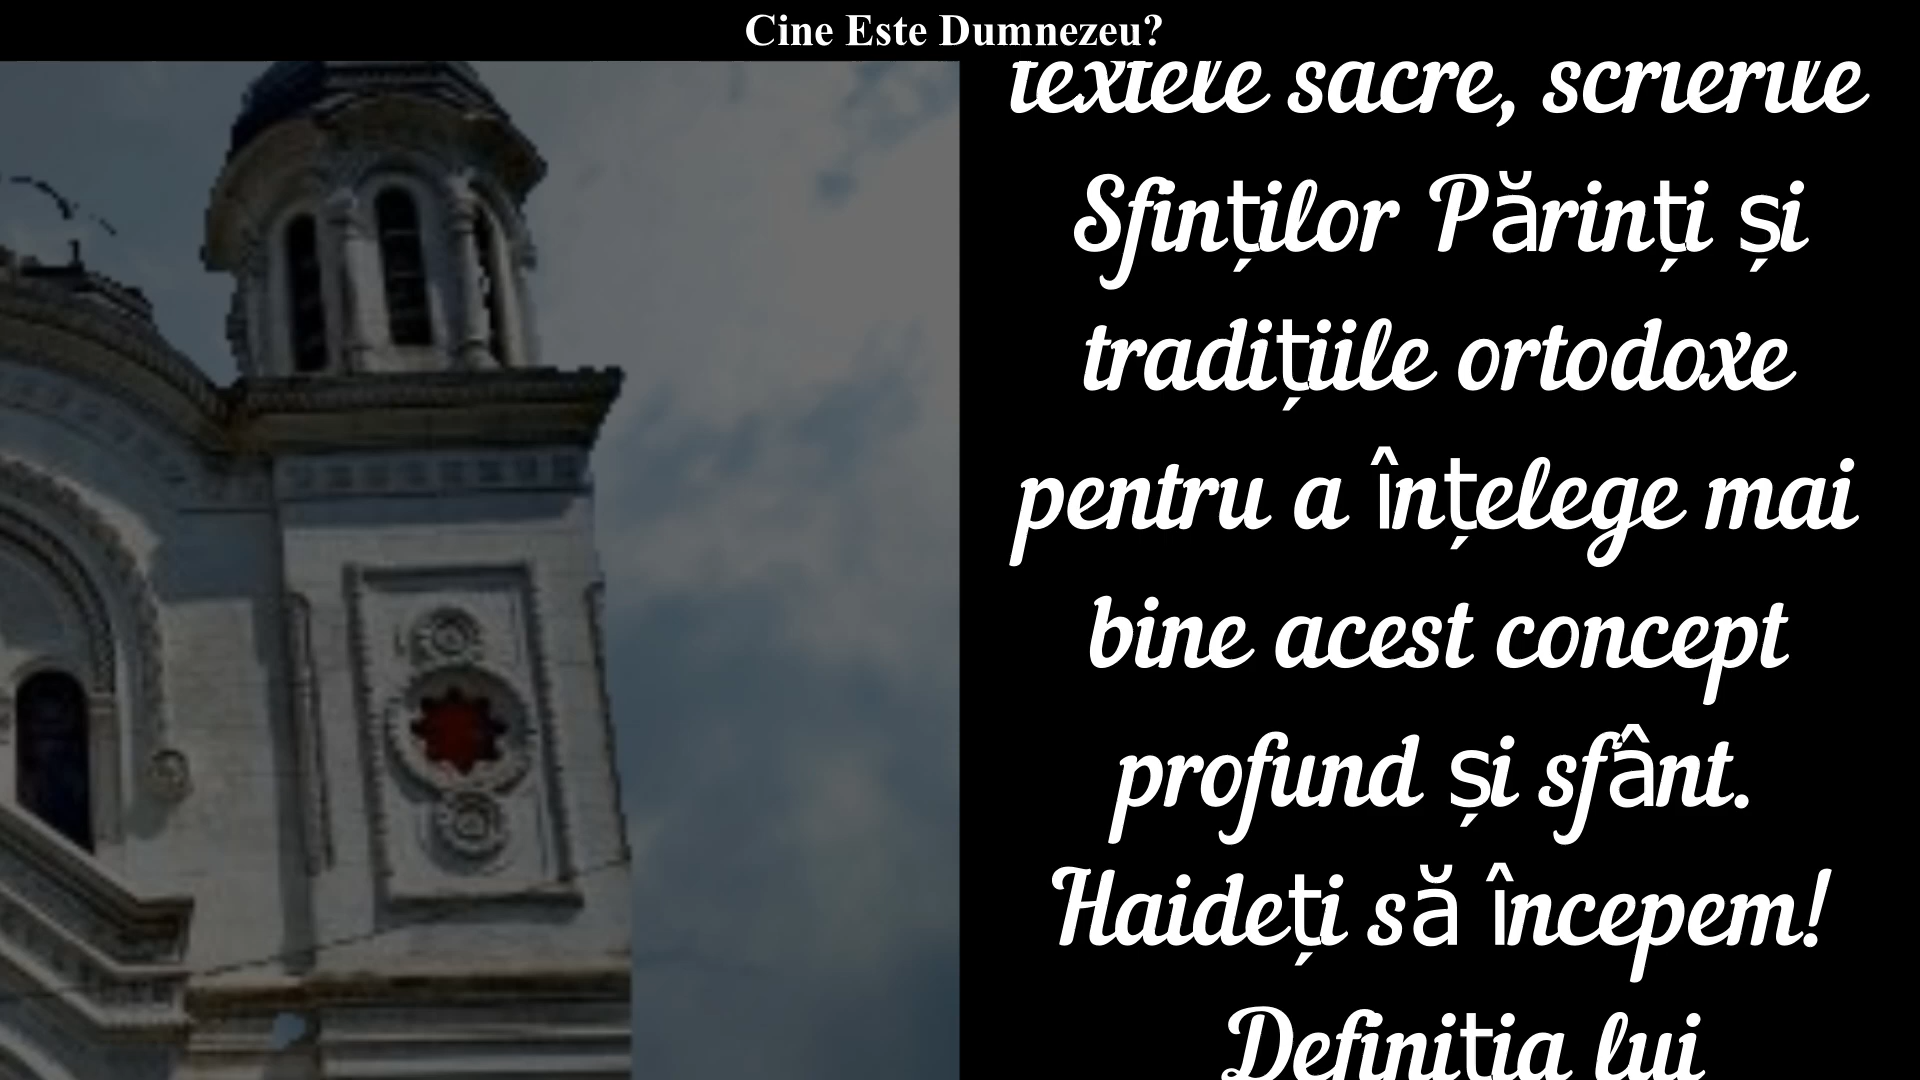 Cine Este Dumnezeu?
textele sacre, scrierile
Sfinților Părinți și
tradițiile ortodoxe
pentru a înțelege mai
bine acest concept
profund și sfânt.
Haideți să începem!
Definiția lui